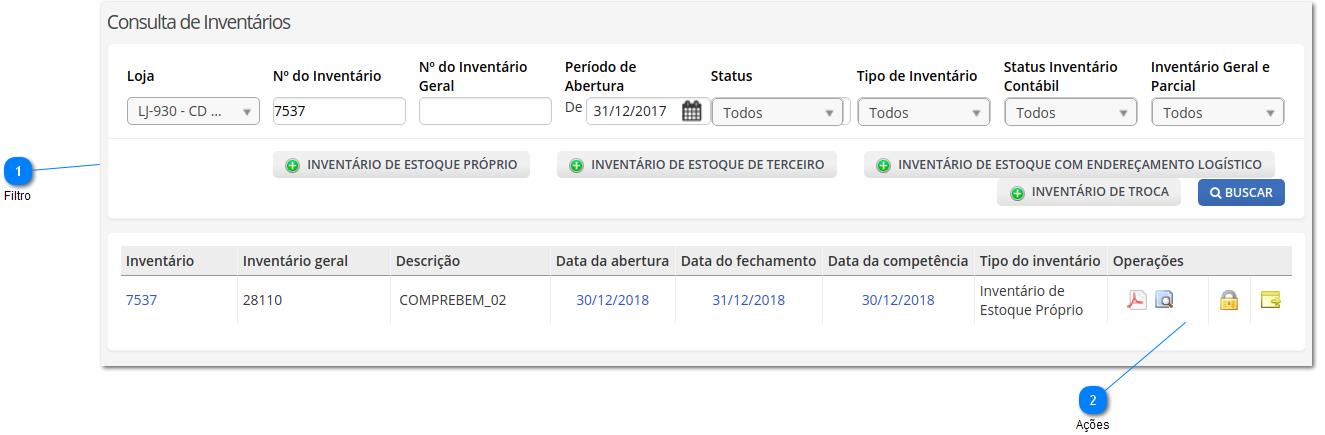 Consulta de Inventários
Loja
Nº do Inventário
Nº do Inventário
Geral
Período de
Abertura
Status
Tipo de Inventário
Status Inventário
Contábil
Inventário Geral e
Parcial
LJ-930 - CD ...
7537
De 31/12/2017
Todos
Todos
Todos
Todos
1
Filtro
INVENTÁRIO DE ESTOQUE PRÓPRIO
INVENTÁRIO DE ESTOQUE DE TERCEIRO
INVENTÁRIO DE ESTOQUE COM ENDEREÇAMENTO LOGÍSTICO
INVENTÁRIO DE TROCA
BUSCAR
Inventário Inventário geral Descrição Data da abertura Data do fechamento Data da competência Tipo do inventário Operações
7537 28110 COMPREBEM_02 30/12/2018 31/12/2018 30/12/2018 Inventário de
Estoque Próprio
2
Ações